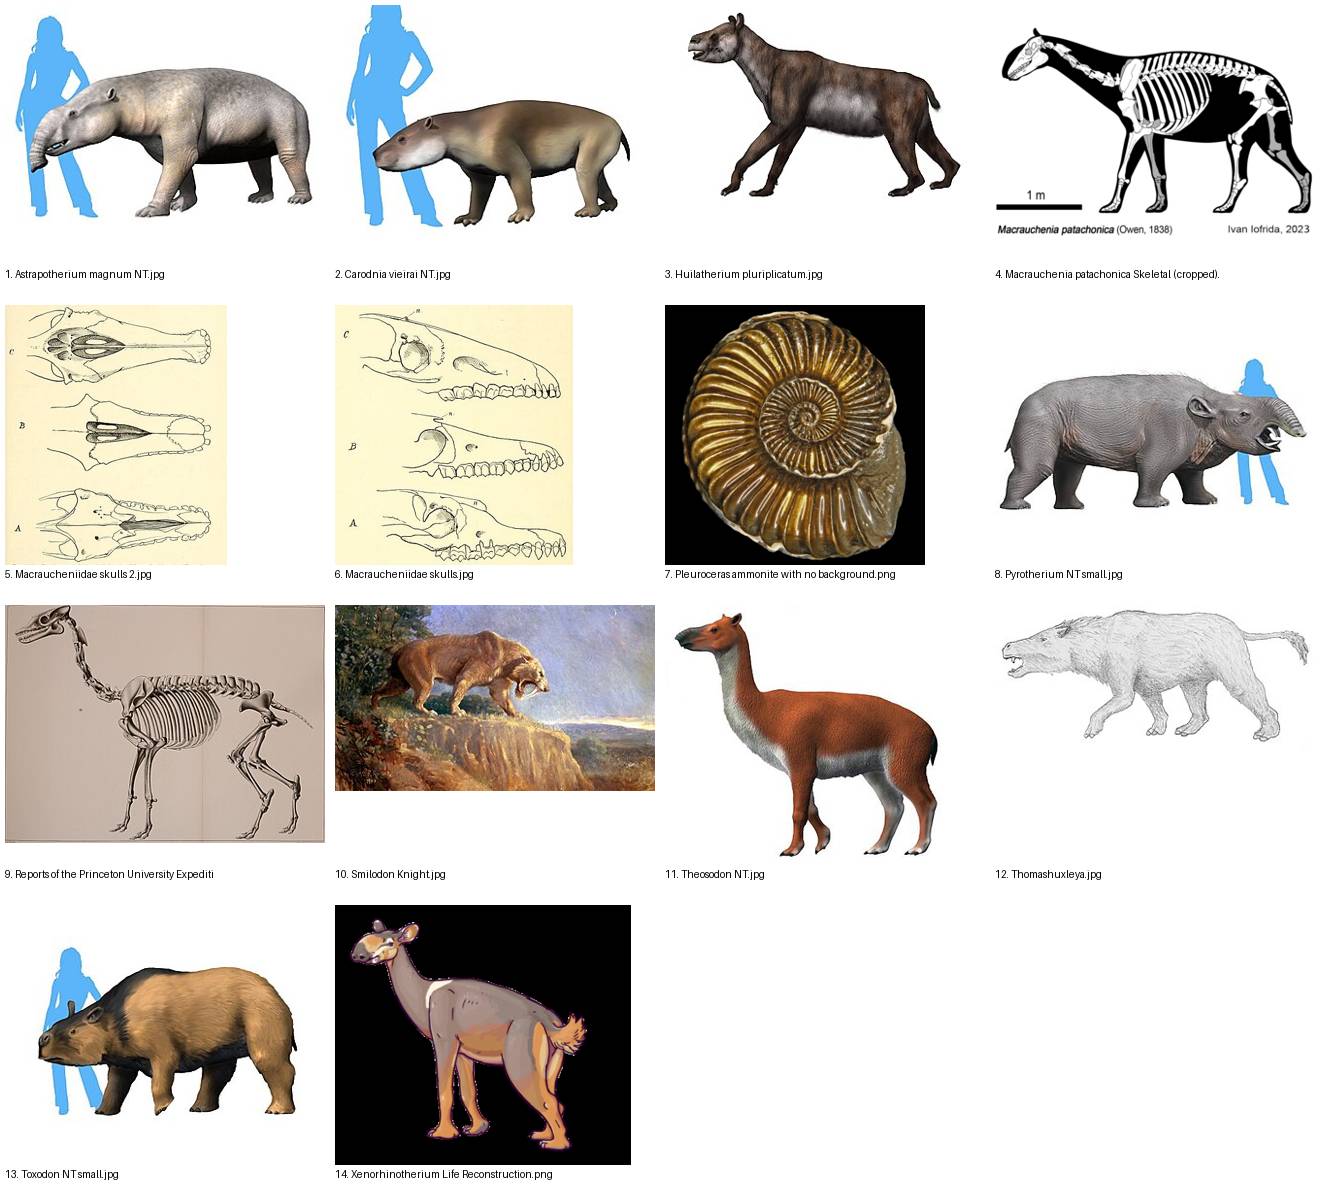 1 m
Macrauchenia patachonica (Owen, 1838) Ivan Iofrida, 2023
1. Astrapotherium magnum NT.jpg
2. Carodnia vieirai NT.jpg
3. Huilatherium pluriplicatum.jpg
4. Macrauchenia patachonica Skeletal (cropped).
C
B
A
C
B
A
5. Macraucheniidae skulls 2.jpg
6. Macraucheniidae skulls.jpg
7. Pleuroceras ammonite with no background.png
8. Pyrotherium NT small.jpg
9. Reports of the Princeton University Expediti
10. Smilodon Knight.jpg
11. Theosodon NT.jpg
12. Thomashuxleya.jpg
13. Toxodon NT small.jpg
14. Xenorhinotherium Life Reconstruction.png